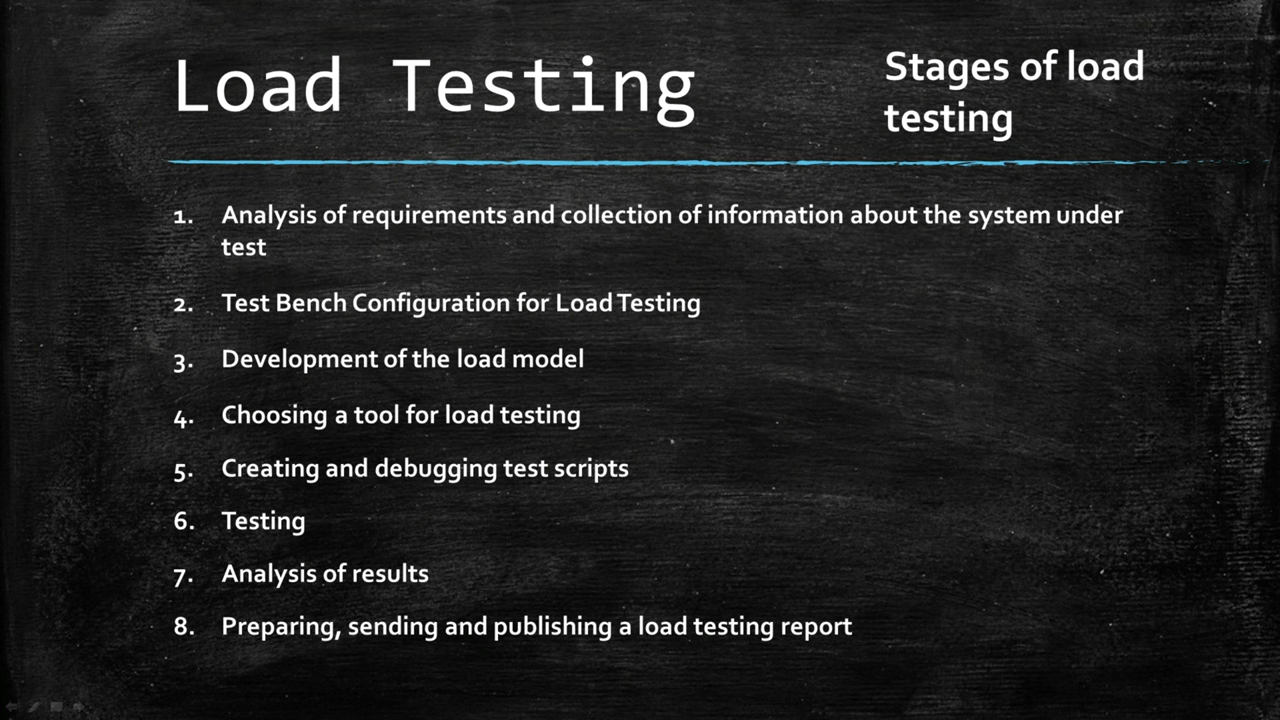 Load Testing
Stages of load
testing
1. Analysis of requirements and collection of information about the system under
test
2. Test Bench Configuration for Load Testing
3. Development of the load model
4. Choosing a tool for load testing
5. Creating and debugging test scripts
6. Testing
7. Analysis of results
8. Preparing, sending and publishing a load testing report